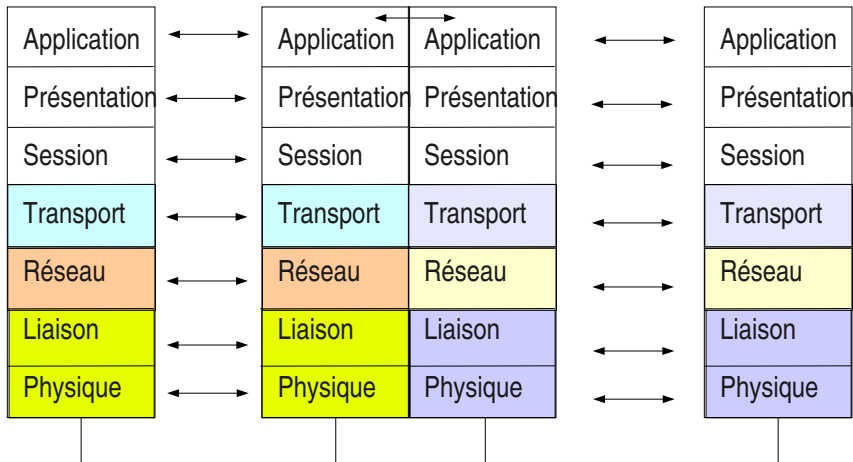 Application Application Application Application
Présentation Présentation Présentation Présentation
Session Session Session Session
Transport Transport Transport Transport
Réseau Réseau Réseau Réseau
Liaison Liaison Liaison Liaison
Physique Physique Physique Physique